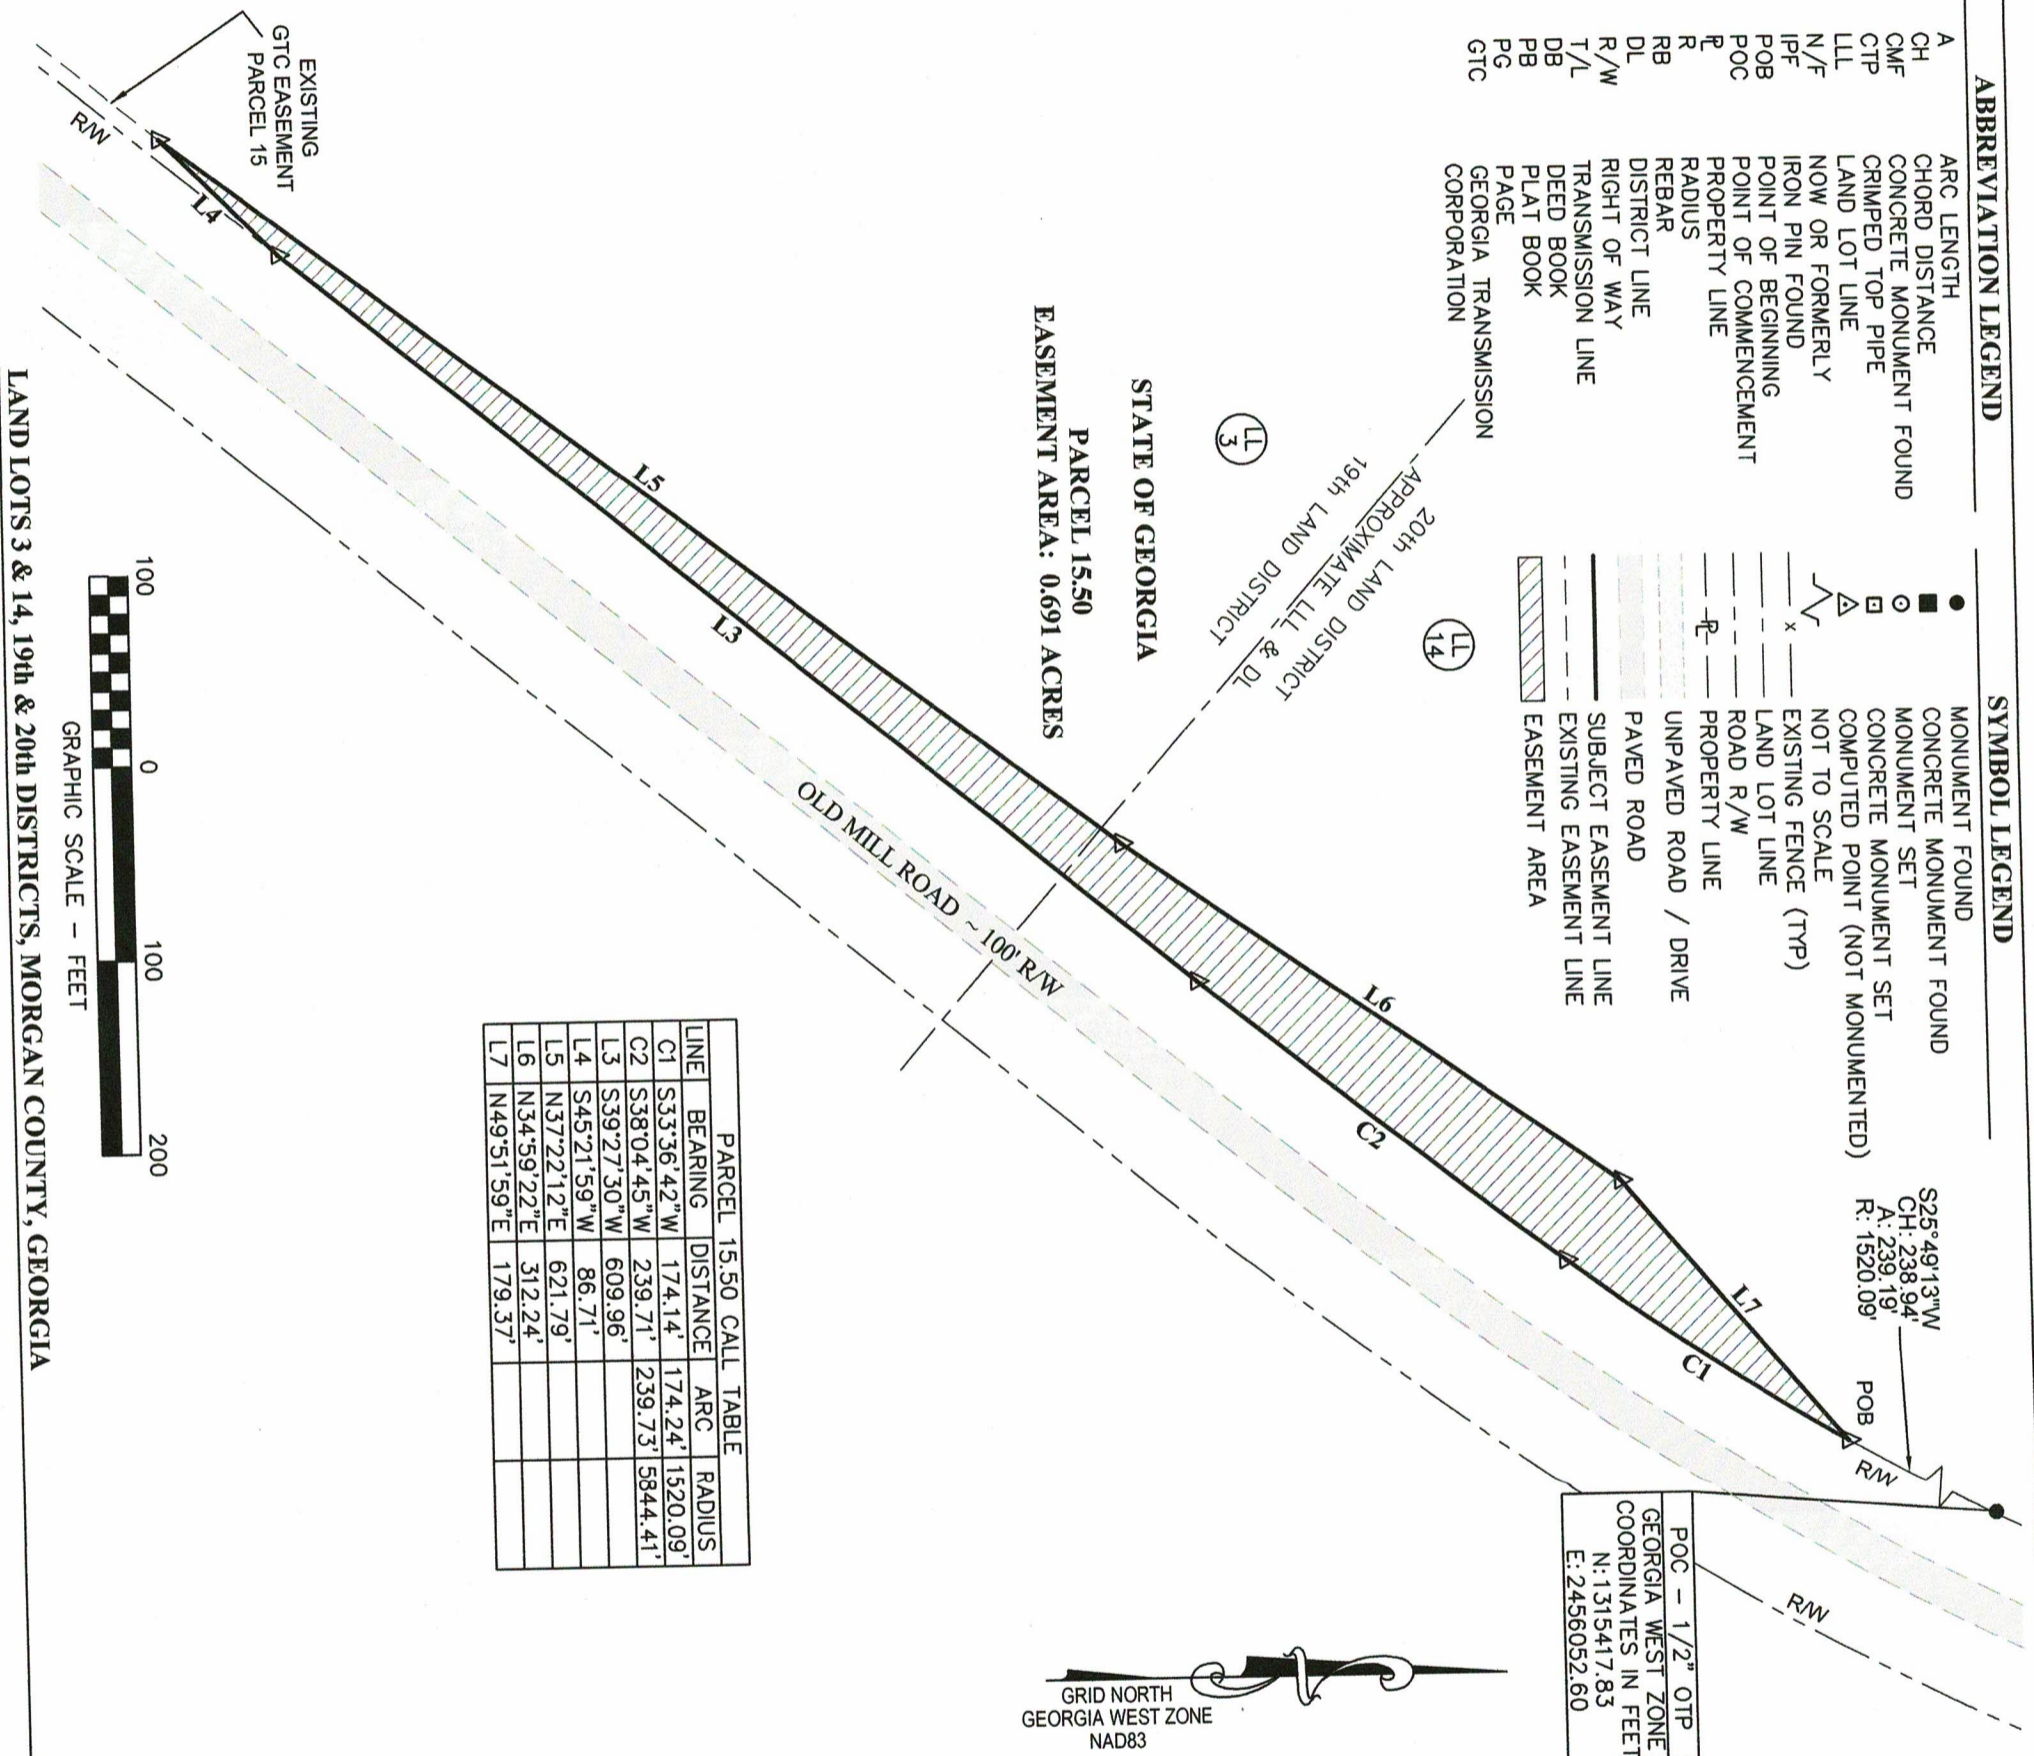 ABBREVIATION LEGEND
A ARC LENGTH
CH CHORD DISTANCE
CMF CONCRETE MONUMENT FOUND
CTP CRIMPED TOP PIPE
LLL LAND LOT LINE
N/F NOW OR FORMERLY
IPF IRON PIN FOUND
POB POINT OF BEGINNING
POC POINT OF COMMENCEMENT
PL PROPERTY LINE
R RADIUS
RB REBAR
DL DISTRICT LINE
R/W RIGHT OF WAY
T/L TRANSMISSION LINE
DB DEED BOOK
PB PLAT BOOK
PG PAGE
GTC GEORGIA TRANSMISSION
CORPORATION
SYMBOL LEGEND
MONUMENT FOUND
CONCRETE MONUMENT FOUND
MONUMENT SET
CONCRETE MONUMENT SET
COMPUTED POINT (NOT MONUMENTED)
NOT TO SCALE
x EXISTING FENCE (TYP)
LAND LOT LINE
ROAD R/W
PL PROPERTY LINE
UNPAVED ROAD / DRIVE
PAVED ROAD
SUBJECT EASEMENT LINE
EXISTING EASEMENT LINE
EASEMENT AREA
S25°49'13"W
CH: 238.94'
A: 239.19'
R: 1520.09'
POB
R/W
POC - 1/2" OTP
GEORGIA WEST ZONE
COORDINATES IN FEET
N:1315417.83
E:2456052.60
R/W
LL
14
20th LAND DISTRICT
APPROXIMATE LLL & DL
19th LAND DISTRICT
LL
3
STATE OF GEORGIA
PARCEL 15.50
EASEMENT AREA: 0.691 ACRES
L7
C1
L6
C2
L5
L3
L4
OLD MILL ROAD ~ 100' R/W
EXISTING
GTC EASEMENT
PARCEL 15
R/W
PARCEL 15.50 CALL TABLE
LINE BEARING DISTANCE ARC RADIUS
C1 S33°36'42"W 174.14' 174.24' 1520.09'
C2 S38°04'45"W 239.71' 239.73' 5844.41'
L3 S39°27'30"W 609.96'
L4 S45°21'59"W 86.71'
L5 N37°22'12"E 621.79'
L6 N34°59'22"E 312.24'
L7 N49°51'59"E 179.37'
GRID NORTH
GEORGIA WEST ZONE
NAD83
100 0 100 200
GRAPHIC SCALE - FEET
LAND LOTS 3 & 14, 19th & 20th DISTRICTS, MORGAN COUNTY, GEORGIA